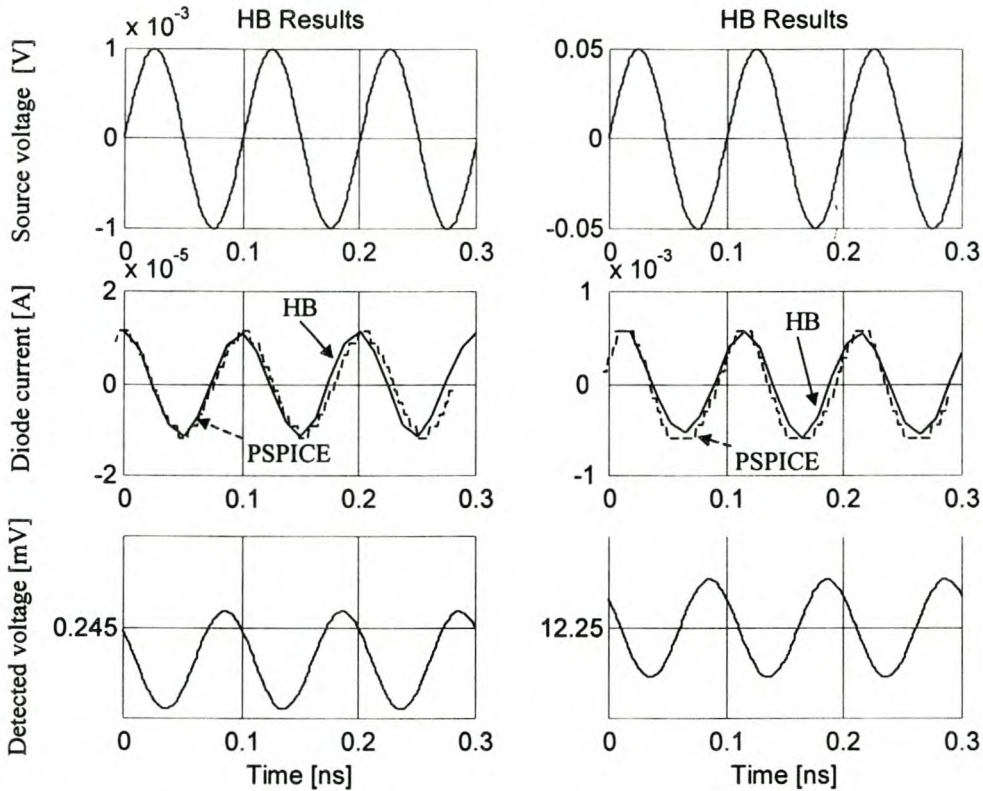 HB Results
Source voltage [V]
x 10⁻³
1
0
-1
0
0.1
0.2
0.3
HB Results
0.05
0
-0.05
0
0.1
0.2
0.3
Diode current [A]
x 10⁻⁵
2
0
-2
HB
PSPICE
0
0.1
0.2
0.3
x 10⁻³
1
0
-1
HB
PSPICE
0
0.1
0.2
0.3
Detected voltage [mV]
0.245
0
0.1
0.2
0.3
Time [ns]
12.25
0
0.1
0.2
0.3
Time [ns]